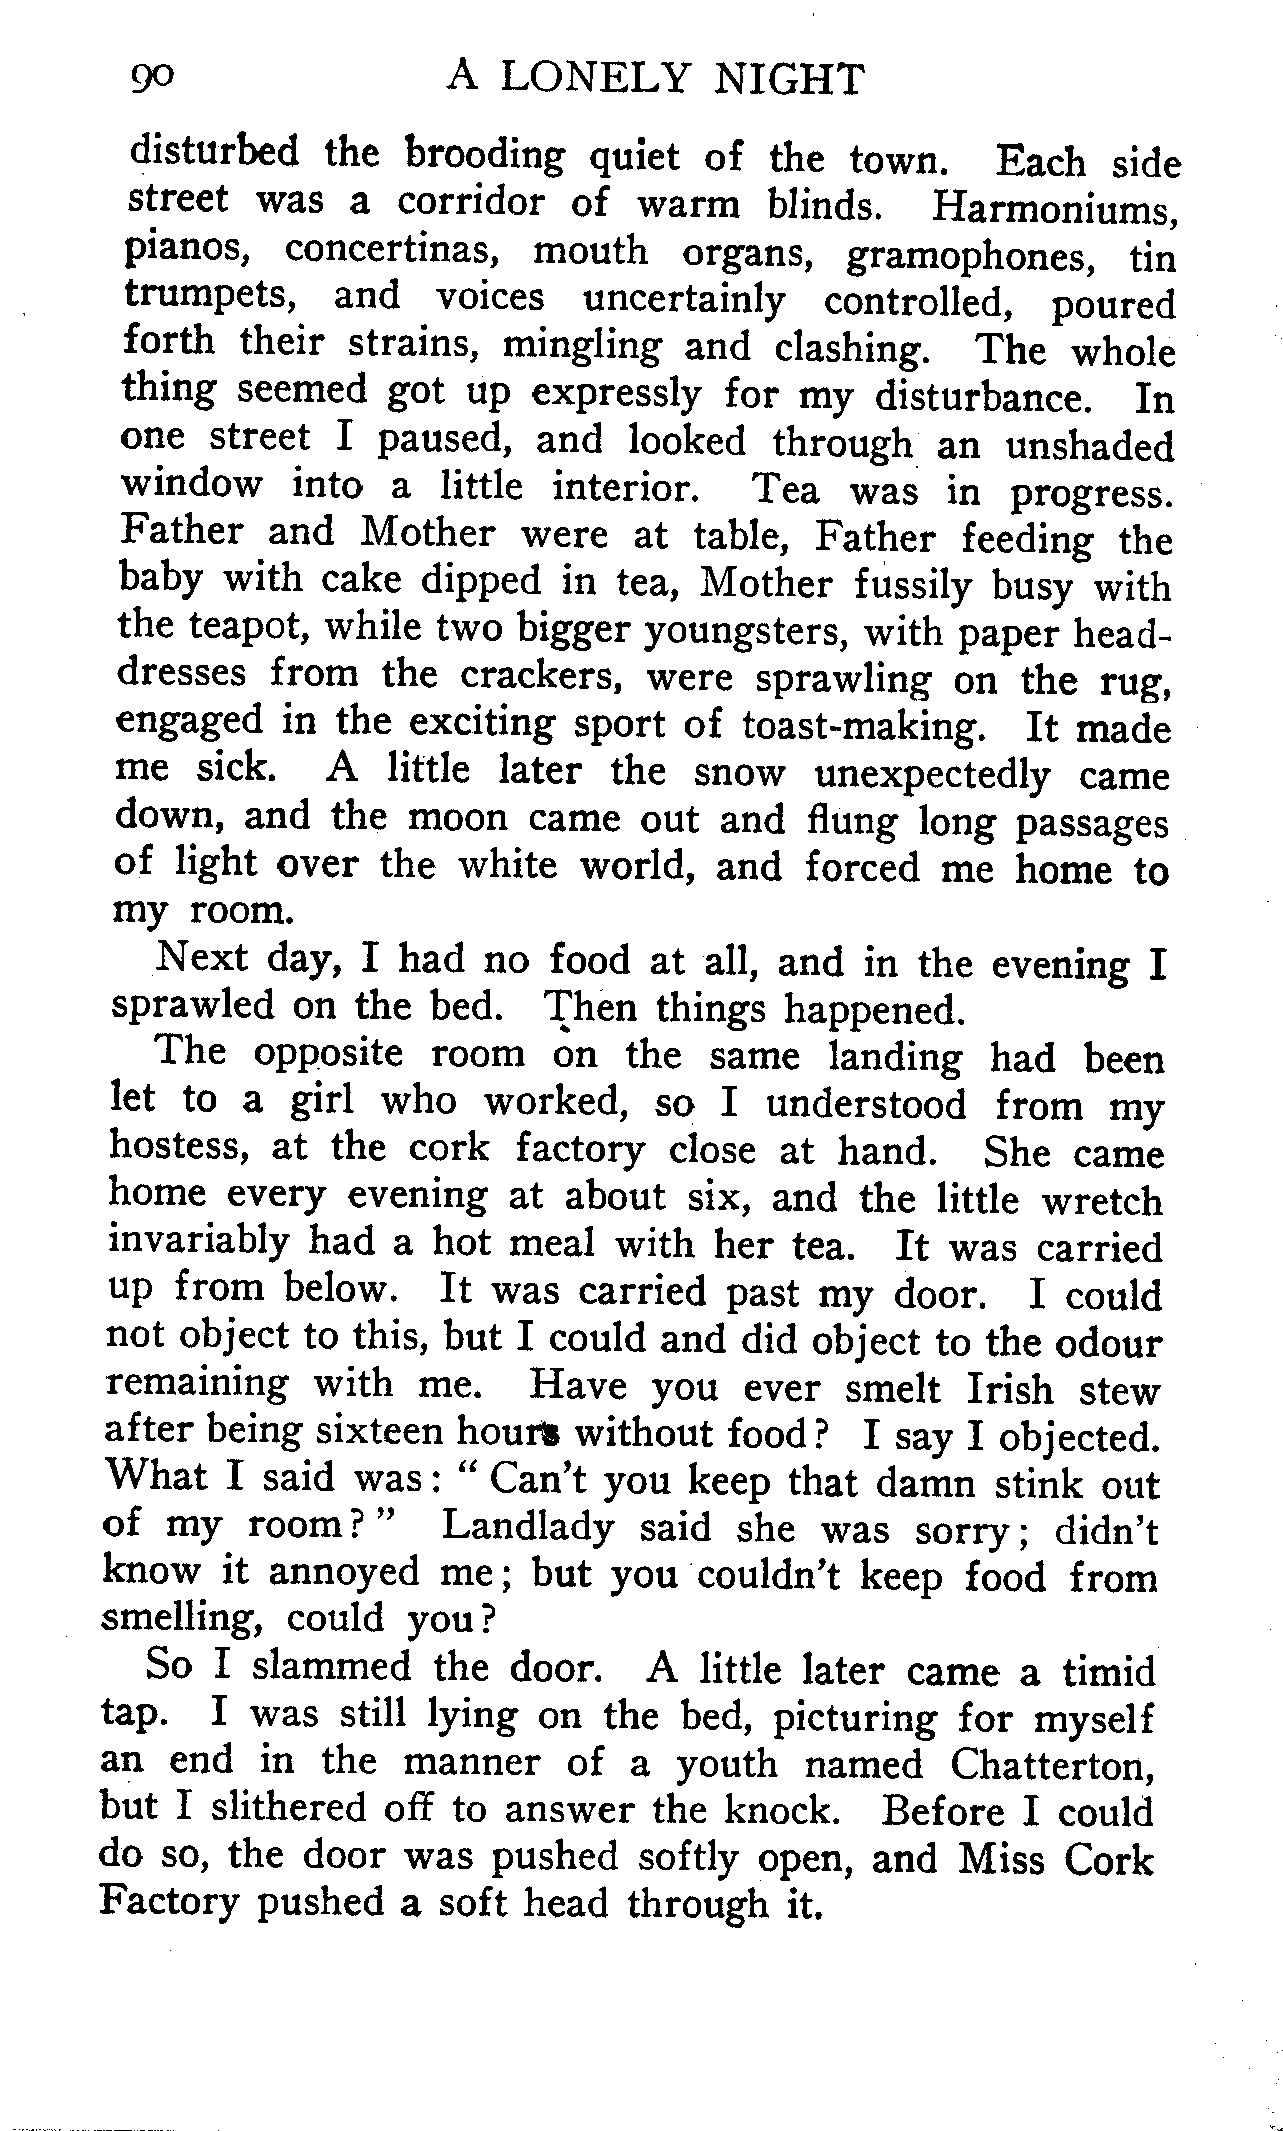 90 A LONELY NIGHT
disturbed the brooding quiet of the town. Each side
street was a corridor of warm blinds. Harmoniums,
pianos, concertinas, mouth organs, gramophones, tin
trumpets, and voices uncertainly controlled, poured
forth their strains, mingling and clashing. The whole
thing seemed got up expressly for my disturbance. In
one street I paused, and looked through an unshaded
window into a little interior. Tea was in progress.
Father and Mother were at table, Father feeding the
baby with cake dipped in tea, Mother fussily busy with
the teapot, while two bigger youngsters, with paper head-
dresses from the crackers, were sprawling on the rug,
engaged in the exciting sport of toast-making. It made
me sick. A little later the snow unexpectedly came
down, and the moon came out and flung long passages
of light over the white world, and forced me home to
my room.
Next day, I had no food at all, and in the evening I
sprawled on the bed. Then things happened.
The opposite room on the same landing had been
let to a girl who worked, so I understood from my
hostess, at the cork factory close at hand. She came
home every evening at about six, and the little wretch
invariably had a hot meal with her tea. It was carried
up from below. It was carried past my door. I could
not object to this, but I could and did object to the odour
remaining with me. Have you ever smelt Irish stew
after being sixteen hours without food? I say I objected.
What I said was: “Can't you keep that damn stink out
of my room?” Landlady said she was sorry; didn't
know it annoyed me; but you couldn't keep food from
smelling, could you?
So I slammed the door. A little later came a timid
tap. I was still lying on the bed, picturing for myself
an end in the manner of a youth named Chatterton,
but I slithered off to answer the knock. Before I could
do so, the door was pushed softly open, and Miss Cork
Factory pushed a soft head through it.